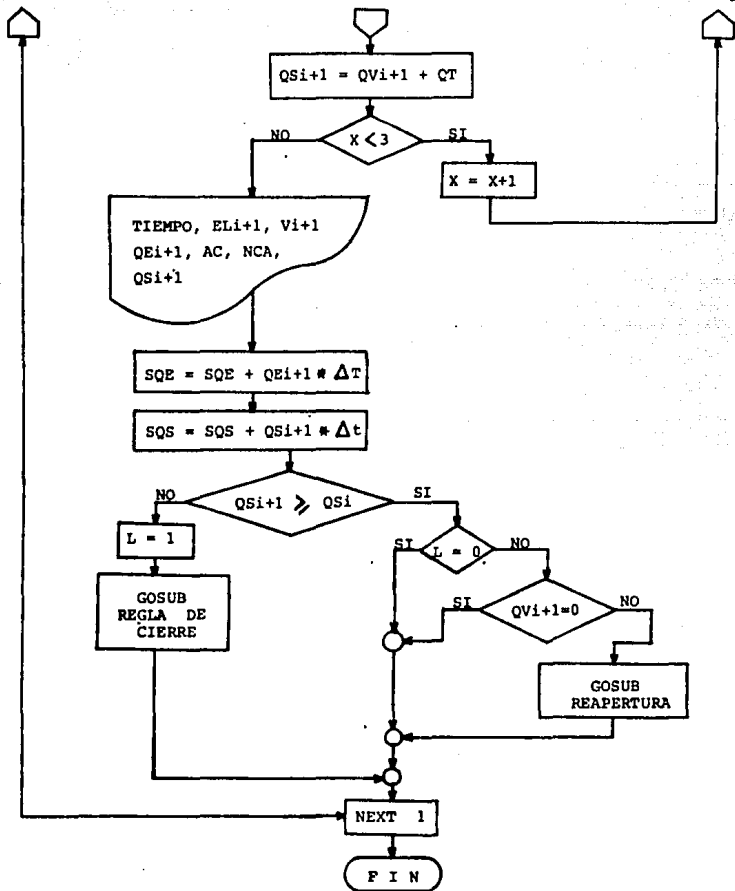 QSi+1 = QVi+1 + QT
NO
X < 3
SI
X = X+1
TIEMPO, ELi+1, Vi+1
QEi+1, AC, NCA,
QSi+1
SQE = SQE + QEi+1 * ΔT
SQS = SQS + QSi+1 * Δt
NO
QSi+1 ⩾ QSi
SI
L = 1
SI
L = 0
NO
GOSUB
REGLA DE
CIERRE
SI
QVi+1=0
NO
GOSUB
REAPERTURA
NEXT 1
F I N